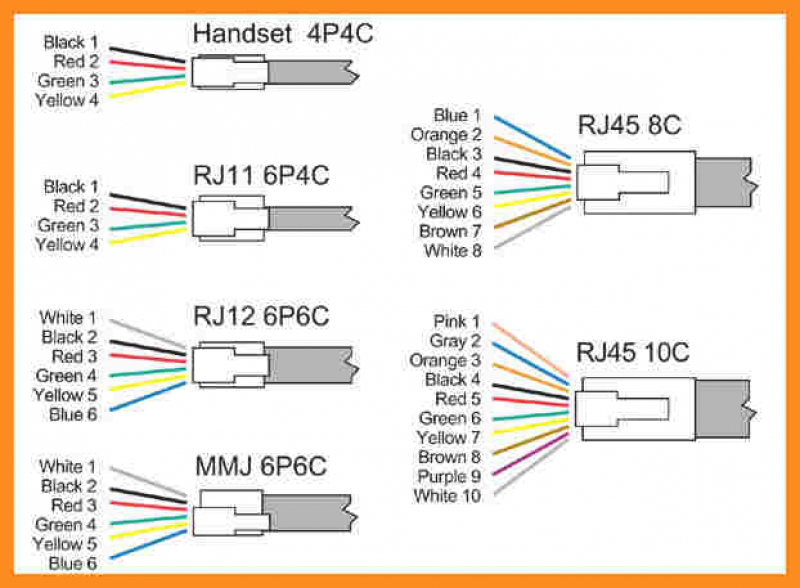 Handset 4P4C
Black 1
Red 2
Green 3
Yellow 4
RJ11 6P4C
Black 1
Red 2
Green 3
Yellow 4
RJ12 6P6C
White 1
Black 2
Red 3
Green 4
Yellow 5
Blue 6
MMJ 6P6C
White 1
Black 2
Red 3
Green 4
Yellow 5
Blue 6
RJ45 8C
Blue 1
Orange 2
Black 3
Red 4
Green 5
Yellow 6
Brown 7
White 8
RJ45 10C
Pink 1
Gray 2
Orange 3
Black 4
Red 5
Green 6
Yellow 7
Brown 8
Purple 9
White 10